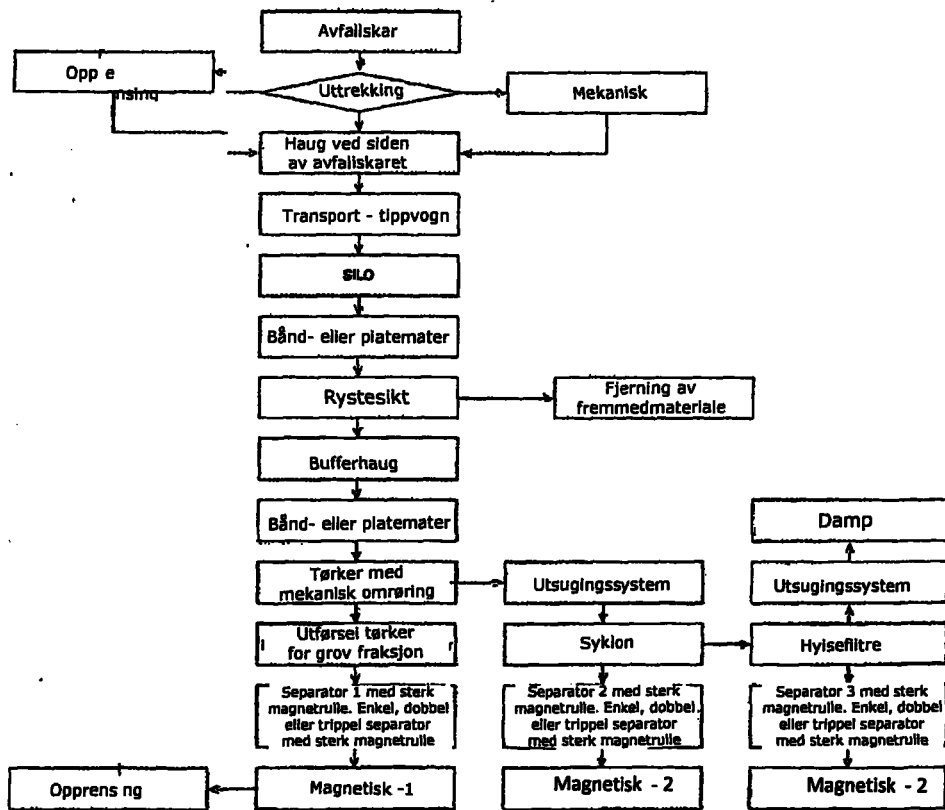 Avfallskar
Opp e
nsing
Uttrekking
Mekanisk
Haug ved siden
av avfallskaret
Transport - tippvogn
SILO
Bånd- eller platemater
Rystesikt
Fjerning av
fremmedmateriale
Bufferhaug
Bånd- eller platemater
Damp
Tørker med
mekanisk omrøring
Utsugingssystem
Utsugingssystem
Utførsel tørker
for grov fraksjon
Syklon
Hylsefiltre
Separator 1 med sterk
magnetrulle. Enkel, dobbel
eller trippel separator
med sterk magnetrulle
Separator 2 med sterk
magnetrulle. Enkel, dobbel.
eller trippel separator
med sterk magnetrulle
Separator 3 med sterk
magnetrulle. Enkel, dobbel
eller trippel separator
med sterk magnetrulle
Opprens ng
Magnetisk -1
Magnetisk - 2
Magnetisk - 2